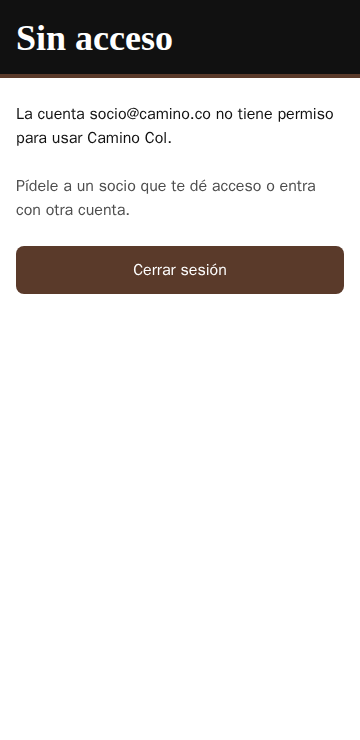 Sin acceso
La cuenta socio@camino.co no tiene permiso
para usar Camino Col.
Pídele a un socio que te dé acceso o entra
con otra cuenta.
Cerrar sesión